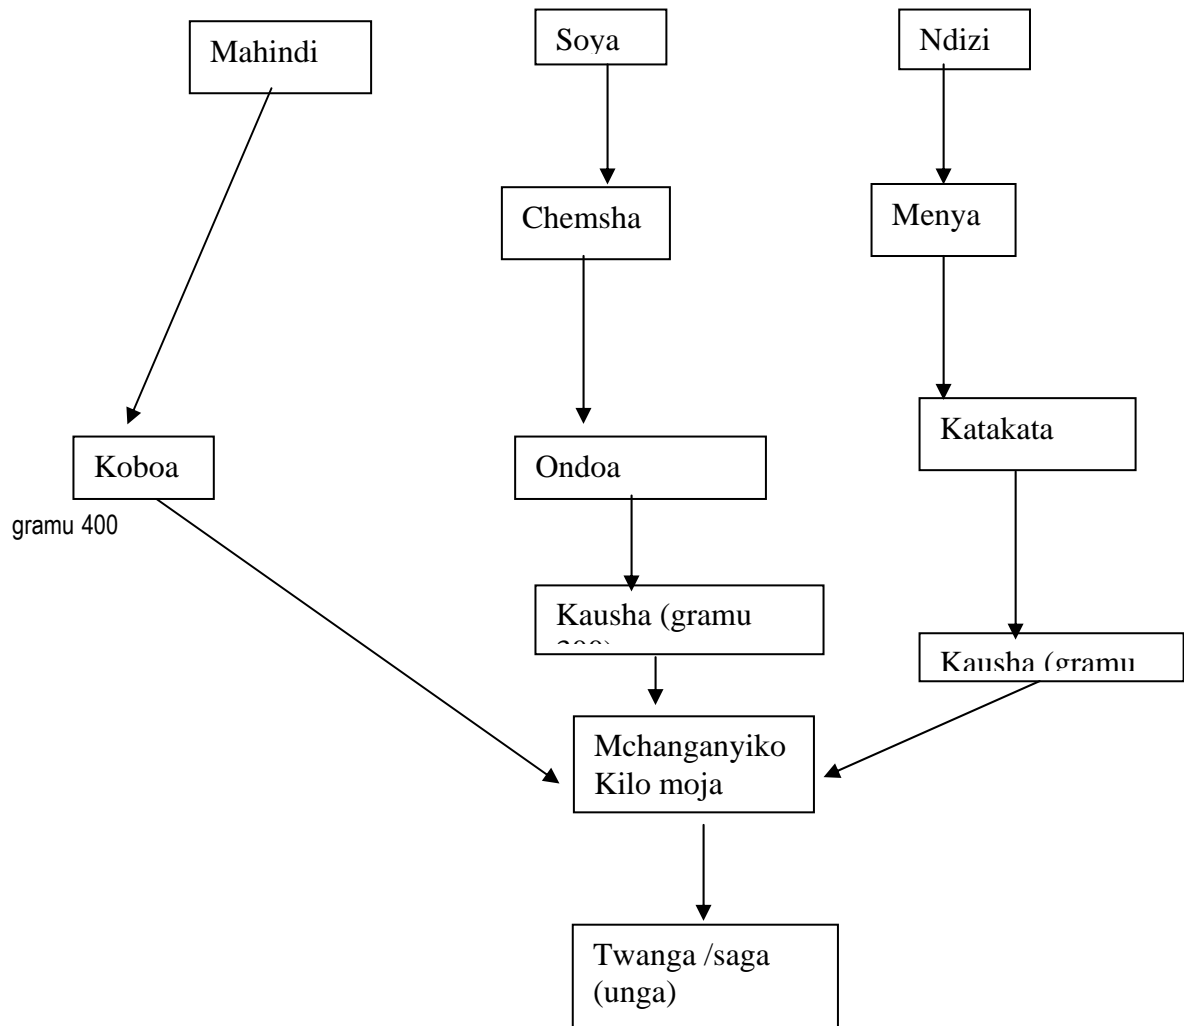 Mahindi
Soya
Ndizi
Chemsha
Menya
Koboa
gramu 400
Ondoa
Katakata
Kausha (gramu
Kausha (gramu
Mchanganyiko
Kilo moja
Twanga /saga
(unga)